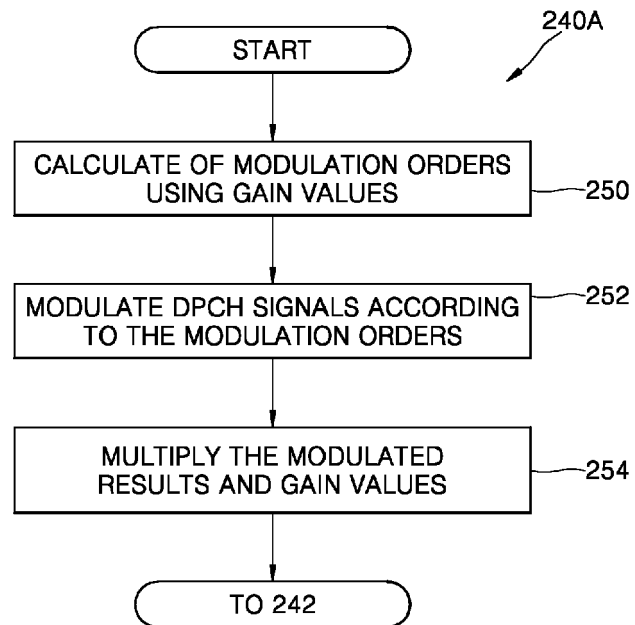 240A
START
CALCULATE OF MODULATION ORDERS
USING GAIN VALUES
250
MODULATE DPCH SIGNALS ACCORDING
TO THE MODULATION ORDERS
252
MULTIPLY THE MODULATED
RESULTS AND GAIN VALUES
254
TO 242